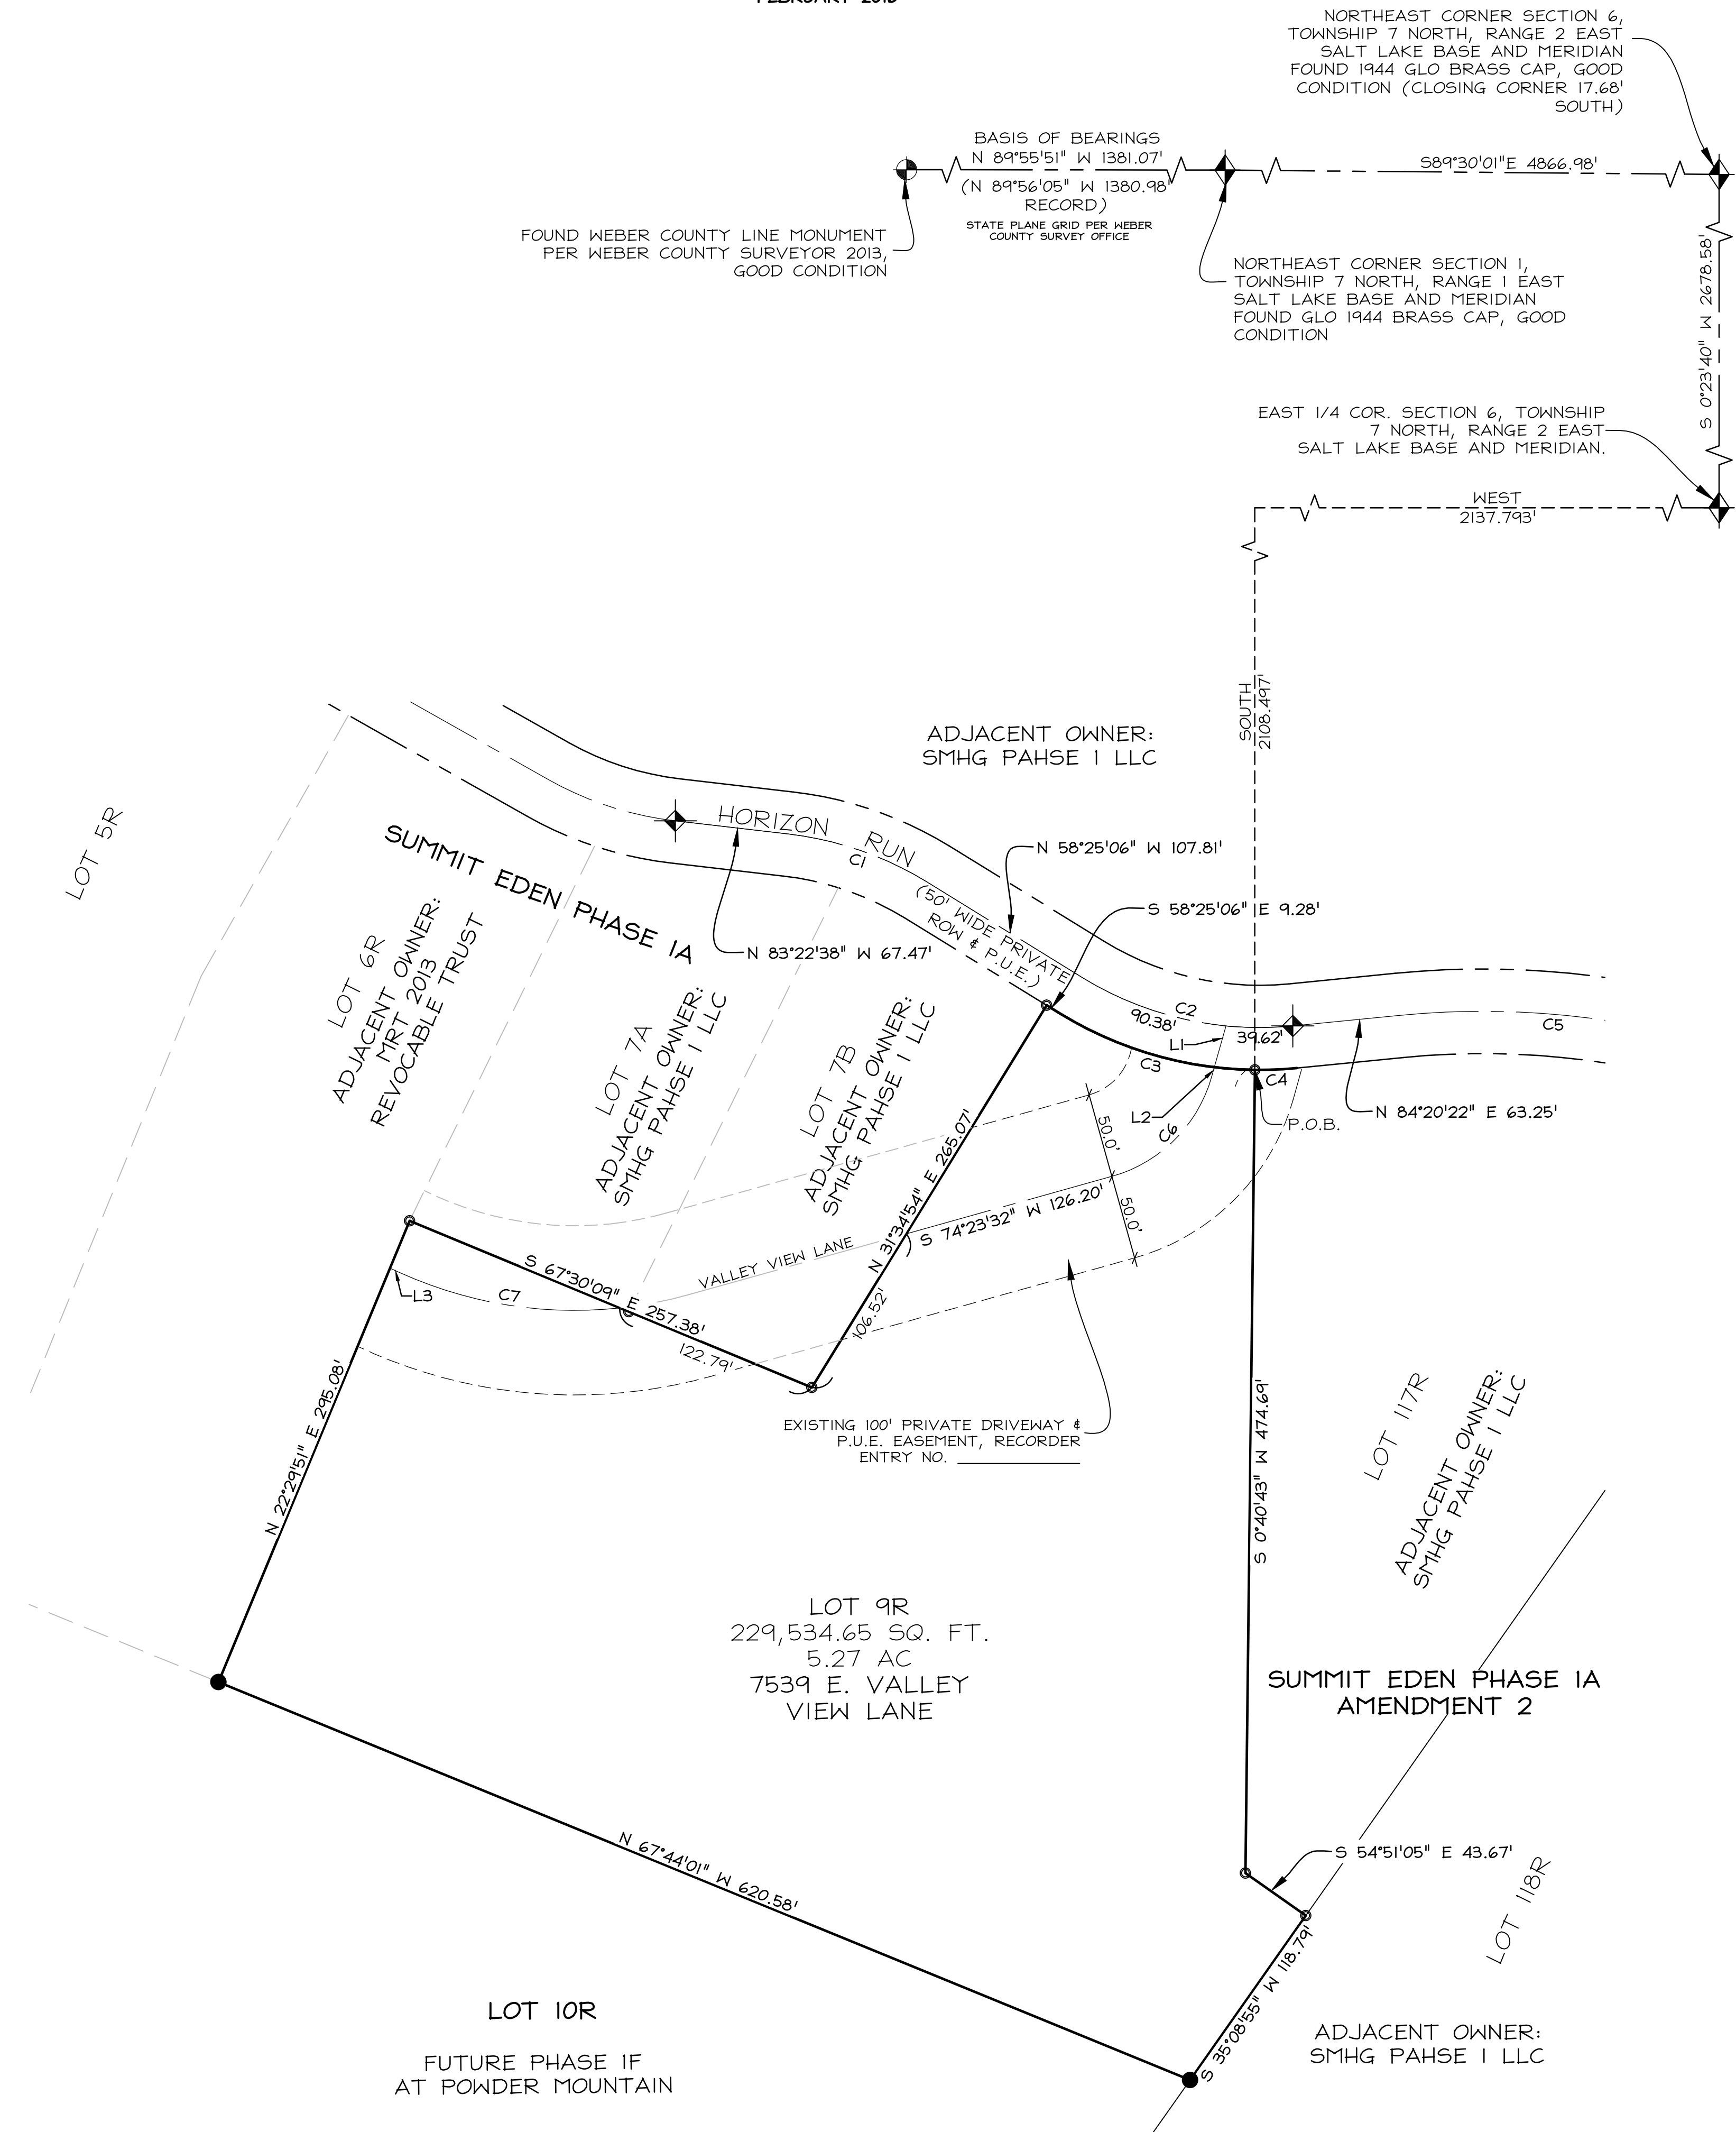 NORTHEAST CORNER SECTION 6,
TOWNSHIP 7 NORTH, RANGE 2 EAST
SALT LAKE BASE AND MERIDIAN
FOUND 1944 GLO BRASS CAP, GOOD
CONDITION (CLOSING CORNER 17.68'
SOUTH)
BASIS OF BEARINGS
N 89°55'51" W 1381.07'
(N 89°56'05" W 1380.98'
RECORD)
STATE PLANE GRID PER WEBER
COUNTY SURVEY OFFICE
S89°30'01"E 4866.98'
FOUND WEBER COUNTY LINE MONUMENT
PER WEBER COUNTY SURVEYOR 2013,
GOOD CONDITION
NORTHEAST CORNER SECTION 1,
TOWNSHIP 7 NORTH, RANGE 1 EAST
SALT LAKE BASE AND MERIDIAN
FOUND GLO 1944 BRASS CAP, GOOD
CONDITION
S 0°23'40" W 2678.58'
EAST 1/4 COR. SECTION 6, TOWNSHIP
7 NORTH, RANGE 2 EAST
SALT LAKE BASE AND MERIDIAN.
WEST
2137.793'
SOUTH
2108.497'
ADJACENT OWNER:
SMHG PAHSE 1 LLC
LOT 5R
SUMMIT EDEN PHASE 1A
HORIZON RUN
C1
(50' WIDE PRIVATE
ROW & P.U.E.)
N 58°25'06" W 107.81'
S 58°25'06" E 9.28'
N 83°22'38" W 67.47'
LOT 6R
ADJACENT OWNER:
MRT 2013
REVOCABLE TRUST
LOT 7A
ADJACENT OWNER:
SMHG PAHSE 1 LLC
LOT 7B
ADJACENT OWNER:
SMHG PAHSE 1 LLC
C2
90.38'
39.62'
L1
C3
C4
C5
L2
C6
P.O.B.
N 84°20'22" E 63.25'
50.0'
50.0'
N 31°34'54" E 265.07'
106.52'
S 74°23'32" W 126.20'
VALLEY VIEW LANE
S 67°30'09" E 257.38'
122.79'
L3
C7
N 22°29'51" E 295.08'
EXISTING 100' PRIVATE DRIVEWAY &
P.U.E. EASEMENT, RECORDER
ENTRY NO.
S 0°40'43" W 474.69'
LOT 117R
ADJACENT OWNER:
SMHG PAHSE 1 LLC
LOT 9R
229,534.65 SQ. FT.
5.27 AC
7539 E. VALLEY
VIEW LANE
SUMMIT EDEN PHASE 1A
AMENDMENT 2
S 54°51'05" E 43.67'
N 67°44'01" W 620.58'
S 35°08'55" W 118.79'
LOT 118R
LOT 10R
FUTURE PHASE 1F
AT POWDER MOUNTAIN
ADJACENT OWNER:
SMHG PAHSE 1 LLC